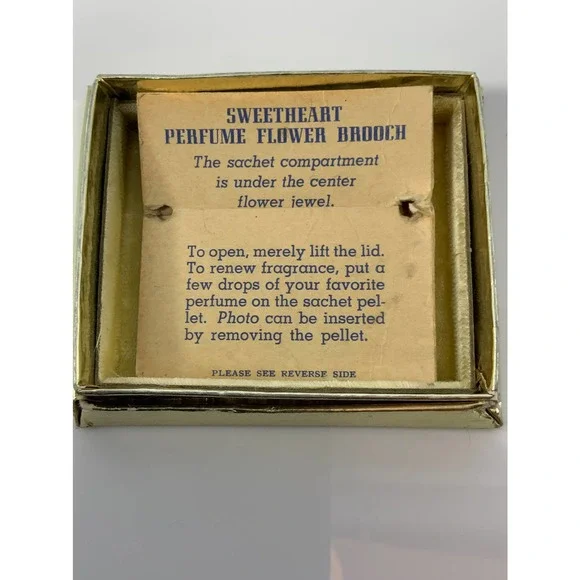 SWEETHEART
PERFUME FLOWER BROOCH
The sachet compartment
is under the center
flower jewel.
To open, merely lift the lid.
To renew fragrance, put a
few drops of your favorite
perfume on the sachet pel-
let. Photo can be inserted
by removing the pellet.
PLEASE SEE REVERSE SIDE